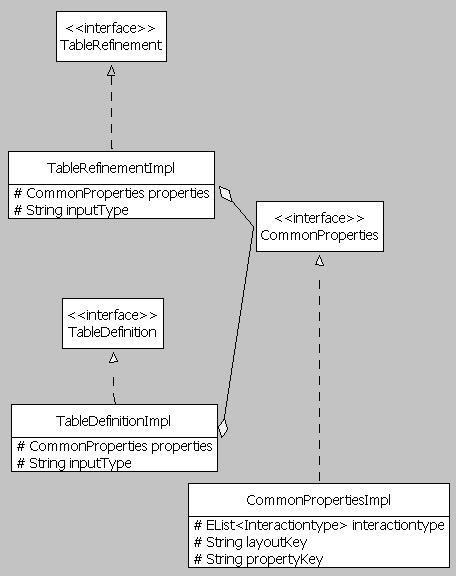 <<interface>>
TableRefinement
TableRefinementImpl
# CommonProperties properties
# String inputType
<<interface>>
CommonProperties
<<interface>>
TableDefinition
TableDefinitionImpl
# CommonProperties properties
# String inputType
CommonPropertiesImpl
# EList<Interactiontype> interactiontype
# String layoutKey
# String propertyKey